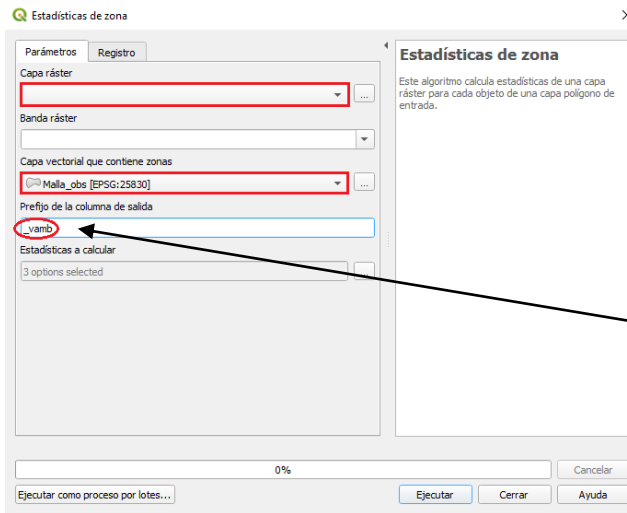 Estadísticas de zona
Parámetros
Registro
Capa ráster
...
Banda ráster
Capa vectorial que contiene zonas
Malla_obs [EPSG:25830]
...
Prefijo de la columna de salida
_vamb
Estadísticas a calcular
3 options selected
...
Estadísticas de zona
Este algoritmo calcula estadísticas de una capa
ráster para cada objeto de una capa polígono de
entrada.
0%
Cancelar
Ejecutar como proceso por lotes...
Ejecutar
Cerrar
Ayuda